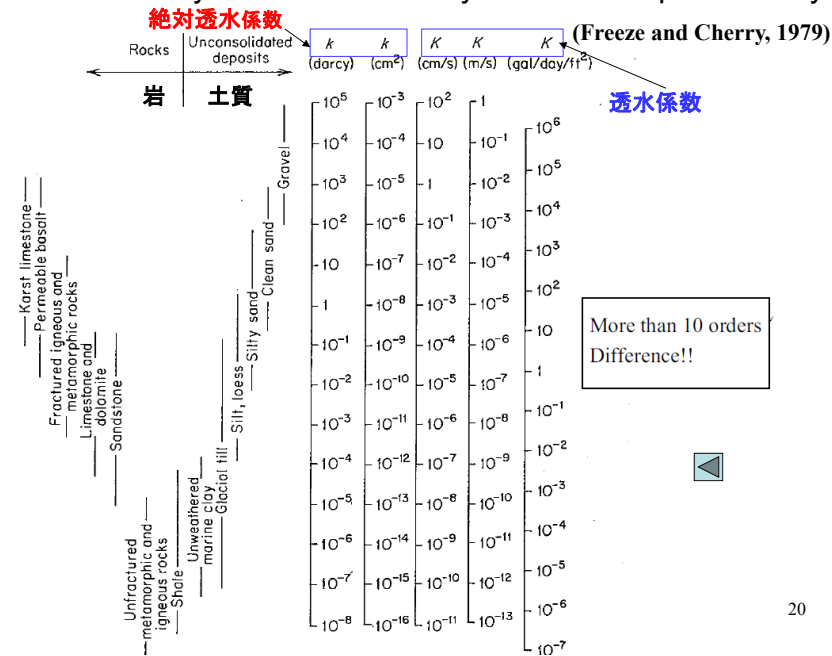 絶対透水係数
k k K K K
(darcy) (cm²) (cm/s) (m/s) (gal/day/ft²)
(Freeze and Cherry, 1979)
透水係数
Rocks
Unconsolidated
deposits
岩
土質
Karst limestone
Permeable basalt
Fractured igneous and
metamorphic rocks
Limestone and
dolomite
Sandstone
Unfractured
metamorphic and
igneous rocks
Shale
Unweathered
marine clay
Glacial till
Silt, loess
Silty sand
Clean sand
Gravel
10⁵
10⁴
10³
10²
10
1
10⁻¹
10⁻²
10⁻³
10⁻⁴
10⁻⁵
10⁻⁶
10⁻⁷
10⁻⁸
10⁻³
10⁻⁴
10⁻⁵
10⁻⁶
10⁻⁷
10⁻⁸
10⁻⁹
10⁻¹⁰
10⁻¹¹
10⁻¹²
10⁻¹³
10⁻¹⁴
10⁻¹⁵
10⁻¹⁶
10²
10
1
10⁻¹
10⁻²
10⁻³
10⁻⁴
10⁻⁵
10⁻⁶
10⁻⁷
10⁻⁸
10⁻⁹
10⁻¹⁰
10⁻¹¹
1
10⁻¹
10⁻²
10⁻³
10⁻⁴
10⁻⁵
10⁻⁶
10⁻⁷
10⁻⁸
10⁻⁹
10⁻¹⁰
10⁻¹¹
10⁻¹²
10⁻¹³
10⁶
10⁵
10⁴
10³
10²
10
1
10⁻¹
10⁻²
10⁻³
10⁻⁴
10⁻⁵
10⁻⁶
10⁻⁷
More than 10 orders
Difference!!
20